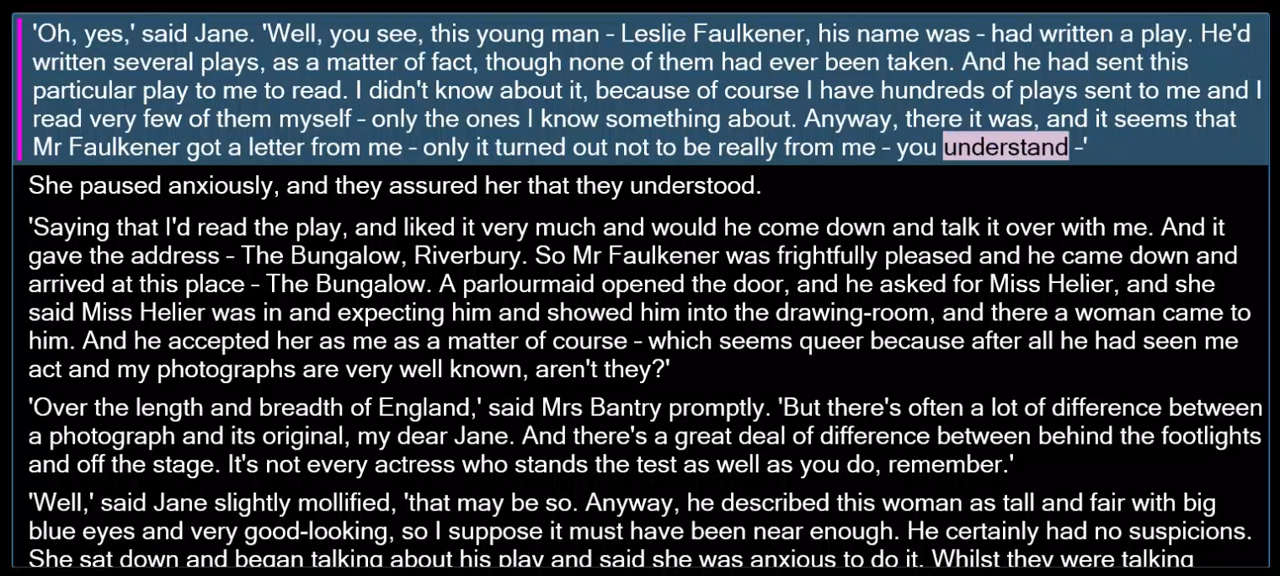 'Oh, yes,' said Jane. 'Well, you see, this young man – Leslie Faulkener, his name was – had written a play. He'd
written several plays, as a matter of fact, though none of them had ever been taken. And he had sent this
particular play to me to read. I didn't know about it, because of course I have hundreds of plays sent to me and I
read very few of them myself – only the ones I know something about. Anyway, there it was, and it seems that
Mr Faulkener got a letter from me – only it turned out not to be really from me – you understand –'
She paused anxiously, and they assured her that they understood.
'Saying that I'd read the play, and liked it very much and would he come down and talk it over with me. And it
gave the address – The Bungalow, Riverbury. So Mr Faulkener was frightfully pleased and he came down and
arrived at this place – The Bungalow. A parlourmaid opened the door, and he asked for Miss Helier, and she
said Miss Helier was in and expecting him and showed him into the drawing-room, and there a woman came to
him. And he accepted her as me as a matter of course – which seems queer because after all he had seen me
act and my photographs are very well known, aren't they?'
'Over the length and breadth of England,' said Mrs Bantry promptly. 'But there's often a lot of difference between
a photograph and its original, my dear Jane. And there's a great deal of difference between behind the footlights
and off the stage. It's not every actress who stands the test as well as you do, remember.'
'Well,' said Jane slightly mollified, 'that may be so. Anyway, he described this woman as tall and fair with big
blue eyes and very good-looking, so I suppose it must have been near enough. He certainly had no suspicions.
She sat down and began talking about his play and said she was anxious to do it. Whilst they were talking